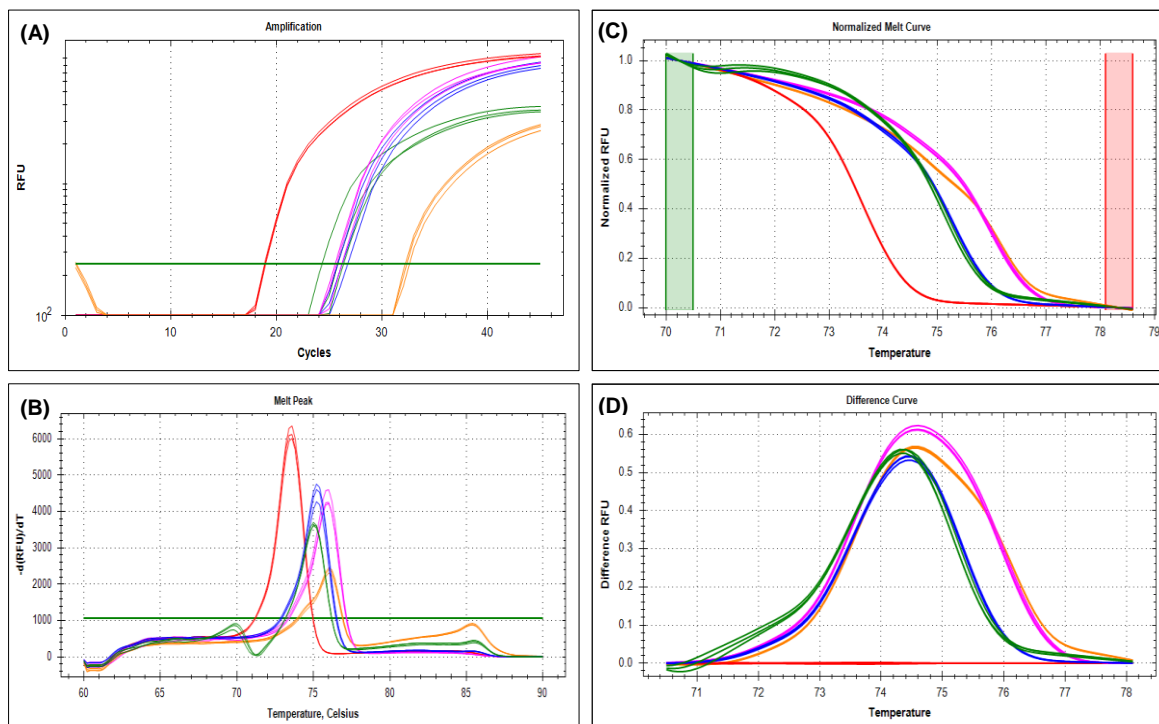 (A)
Amplification
RFU
10²
0 10 20 30 40
Cycles
(C)
Normalized Melt Curve
Normalized RFU
1.0
0.8
0.6
0.4
0.2
0.0
70 71 72 73 74 75 76 77 78 79
Temperature
(B)
Melt Peak
-d(RFU)/dT
6000
5000
4000
3000
2000
1000
0
60 65 70 75 80 85 90
Temperature, Celsius
(D)
Difference Curve
Difference RFU
0.6
0.5
0.4
0.3
0.2
0.1
0.0
71 72 73 74 75 76 77 78
Temperature